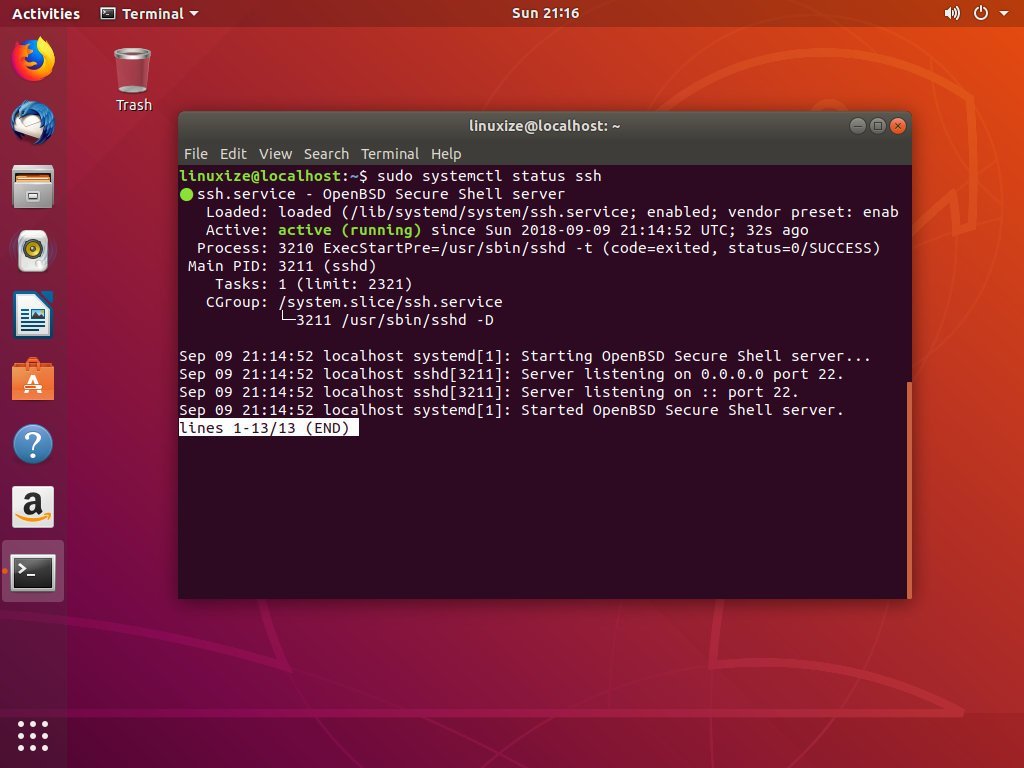 Activities Terminal Sun 21:16
Trash
linuxize@localhost: ~
File Edit View Search Terminal Help
linuxize@localhost:~$ sudo systemctl status ssh
● ssh.service - OpenBSD Secure Shell server
   Loaded: loaded (/lib/systemd/system/ssh.service; enabled; vendor preset: enab
   Active: active (running) since Sun 2018-09-09 21:14:52 UTC; 32s ago
  Process: 3210 ExecStartPre=/usr/sbin/sshd -t (code=exited, status=0/SUCCESS)
 Main PID: 3211 (sshd)
    Tasks: 1 (limit: 2321)
   CGroup: /system.slice/ssh.service
           └─3211 /usr/sbin/sshd -D
Sep 09 21:14:52 localhost systemd[1]: Starting OpenBSD Secure Shell server...
Sep 09 21:14:52 localhost sshd[3211]: Server listening on 0.0.0.0 port 22.
Sep 09 21:14:52 localhost sshd[3211]: Server listening on :: port 22.
Sep 09 21:14:52 localhost systemd[1]: Started OpenBSD Secure Shell server.
lines 1-13/13 (END)